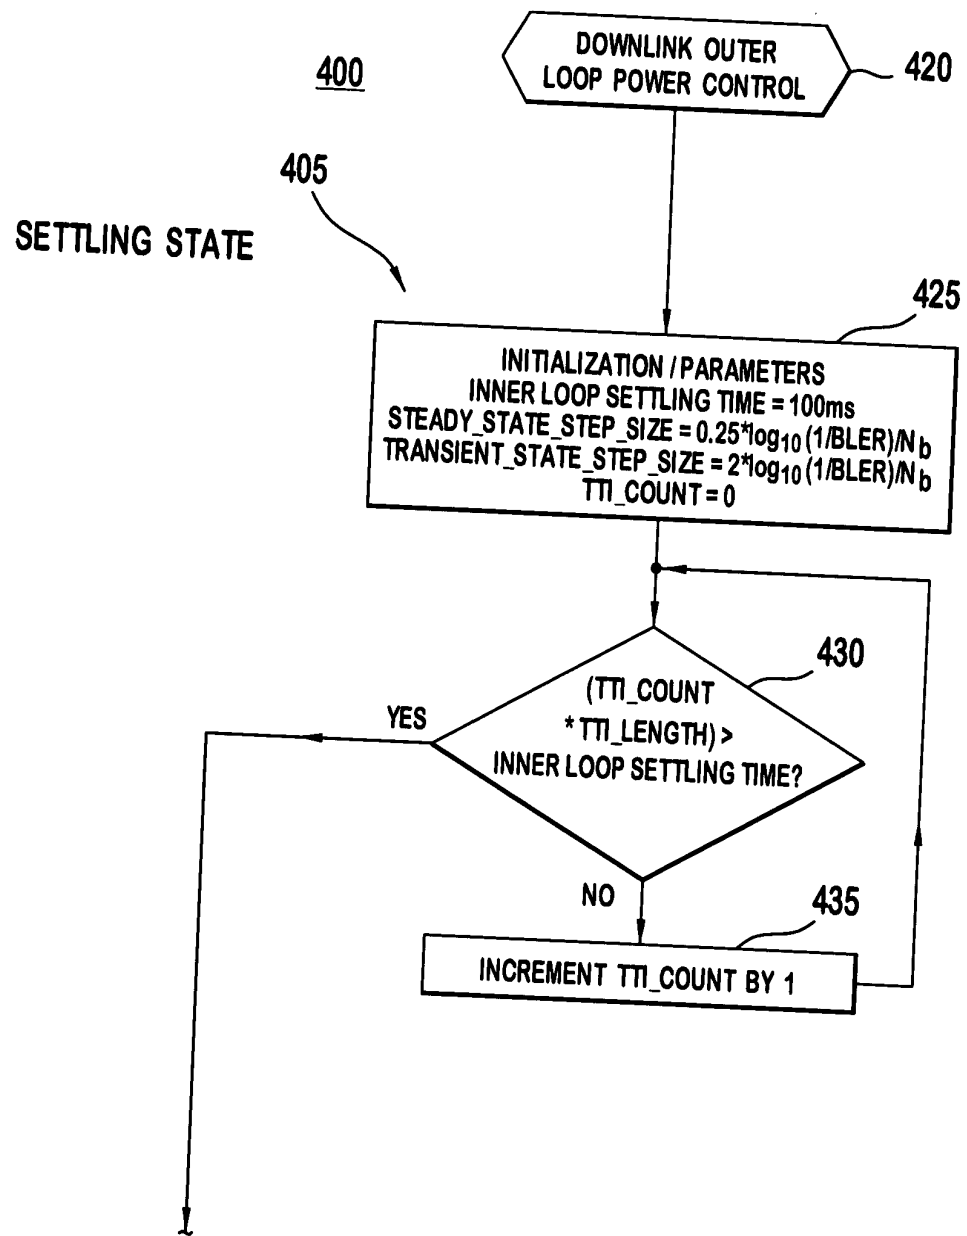 DOWNLINK OUTER
LOOP POWER CONTROL
420
400
405
SETTLING STATE
425
INITIALIZATION / PARAMETERS
INNER LOOP SETTLING TIME = 100ms
STEADY_STATE_STEP_SIZE = 0.25*log10 (1/BLER)/Nb
TRANSIENT_STATE_STEP_SIZE = 2*log10 (1/BLER)/Nb
TTI_COUNT = 0
430
(TTI_COUNT
* TTI_LENGTH) >
INNER LOOP SETTLING TIME?
YES
NO
435
INCREMENT TTI_COUNT BY 1